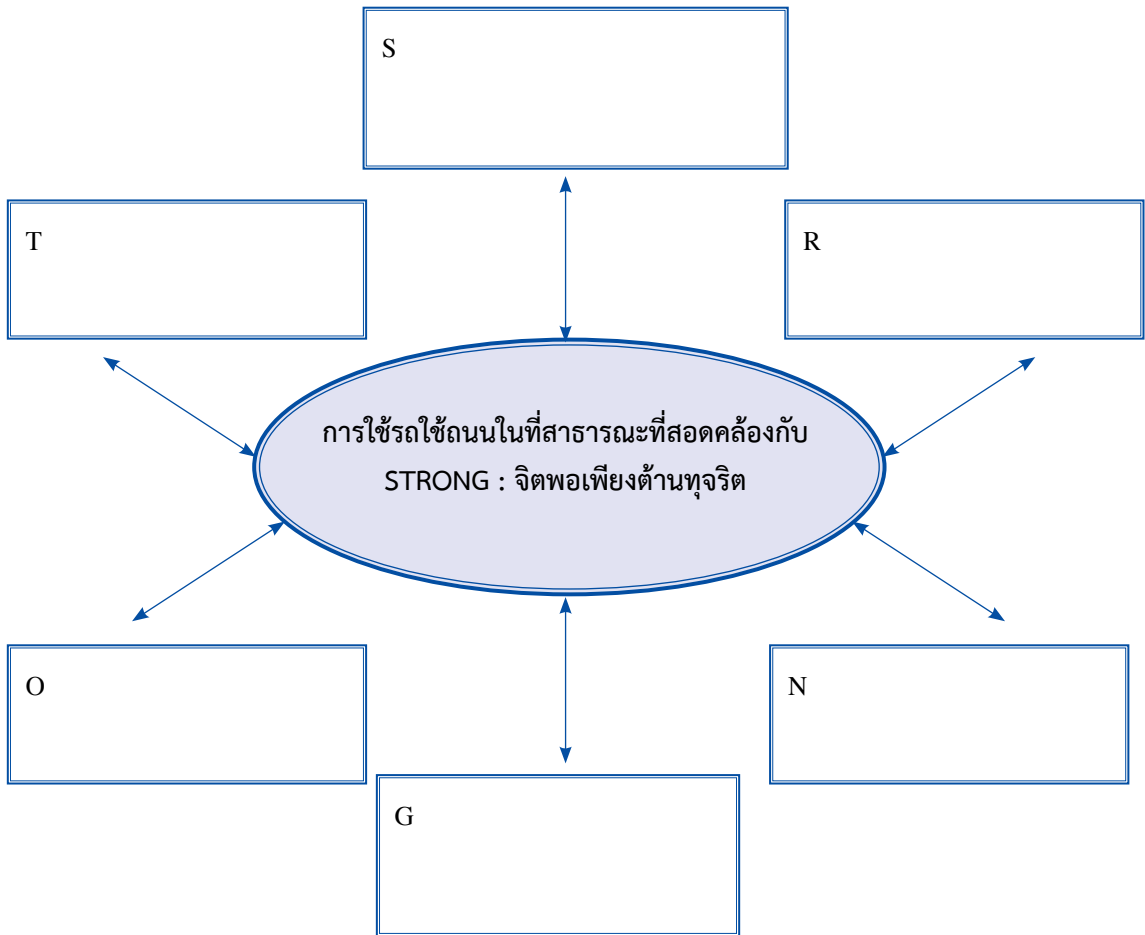 S
T
R
การใช้รถใช้ถนนในที่สาธารณะที่สอดคล้องกับ
STRONG : จิตพอเพียงต้านทุจริต
O
N
G